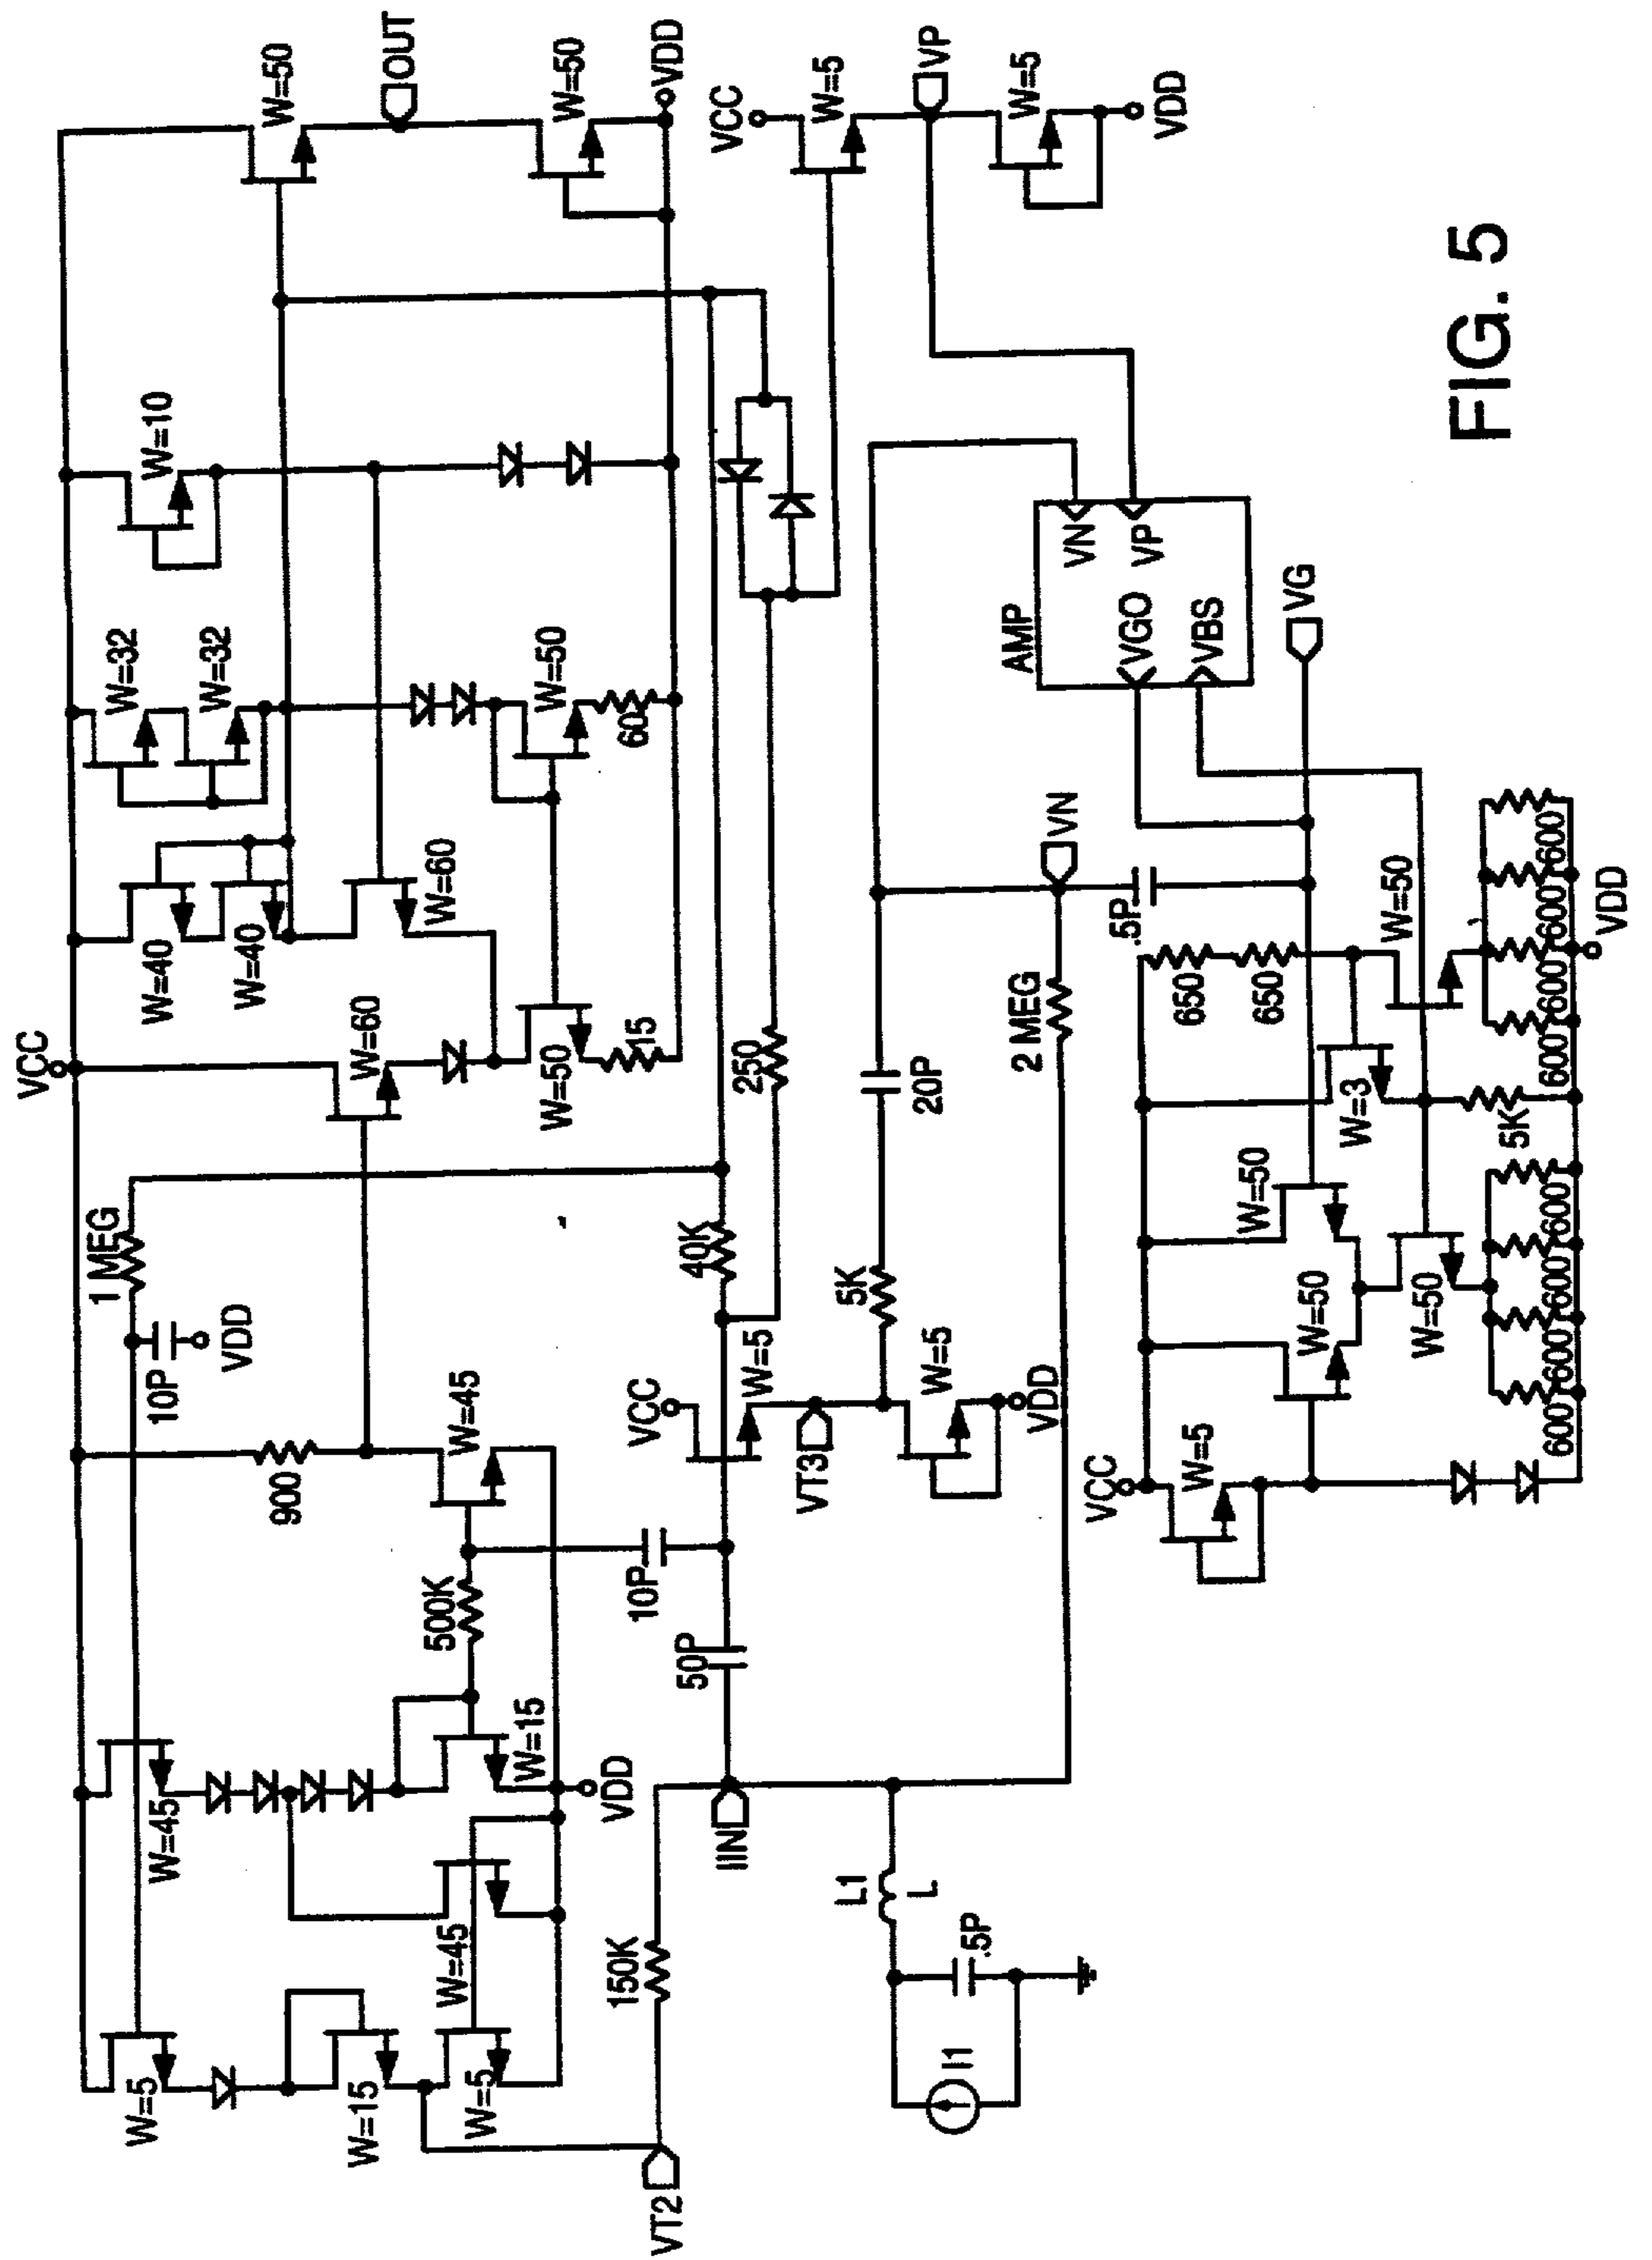 VCC
W=50
OUT
W=50
VDD
W=10
W=32
W=32
W=50
60
W=40
W=40
W=60
W=60
W=50
15
1 MEG
10P
VDD
900
W=45
500K
10P
W=45
W=15
VDD
W=45
W=5
W=15
W=5
VT2
150K
IIN
50P
40K
250
VCC
W=5
VT3
W=5
VDD
5K
20P
2 MEG
VN
.5P
L1
L
.5P
I1
VCC
W=5
VP
W=5
VDD
AMP
VN
VP
VGO
VBS
VG
VCC
W=5
W=50
W=50
W=50
W=3
5K
650
650
W=50
600
600
600
600
600
600
600
600
VDD
FIG. 5